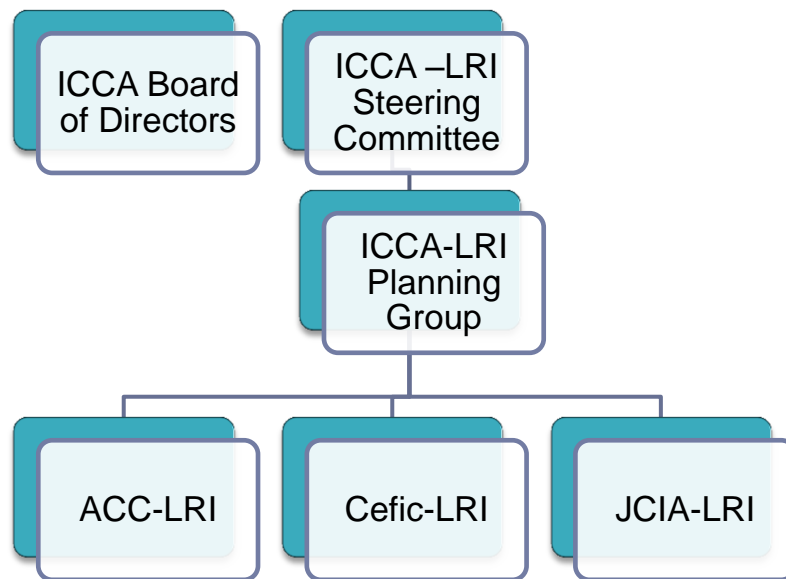 ICCA Board
of Directors
ICCA –LRI
Steering
Committee
ICCA-LRI
Planning
Group
ACC-LRI
Cefic-LRI
JCIA-LRI